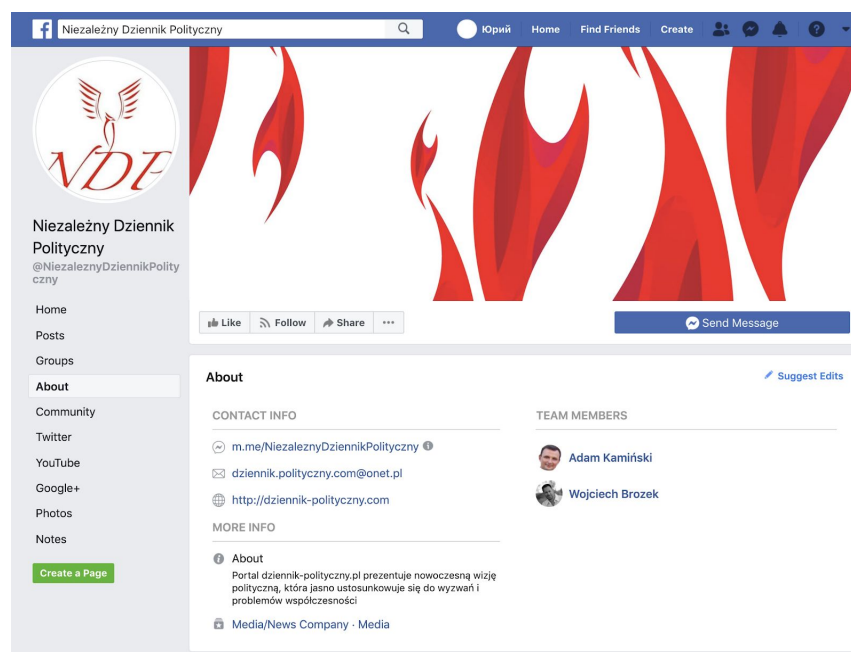 Niezależny Dziennik Polityczny
Юрий
Home
Find Friends
Create
NDP
Niezależny Dziennik
Polityczny
@NiezaleznyDziennikPolity
czny
Home
Posts
Groups
About
Community
Twitter
YouTube
Google+
Photos
Notes
Create a Page
Like
Follow
Share
Send Message
About
Suggest Edits
CONTACT INFO
m.me/NiezaleznyDziennikPolityczny
dziennik.polityczny.com@onet.pl
http://dziennik-polityczny.com
MORE INFO
About
Portal dziennik-polityczny.pl prezentuje nowoczesną wizję
polityczną, która jasno ustosunkowuje się do wyzwań i
problemów współczesności
Media/News Company · Media
TEAM MEMBERS
Adam Kamiński
Wojciech Brozek